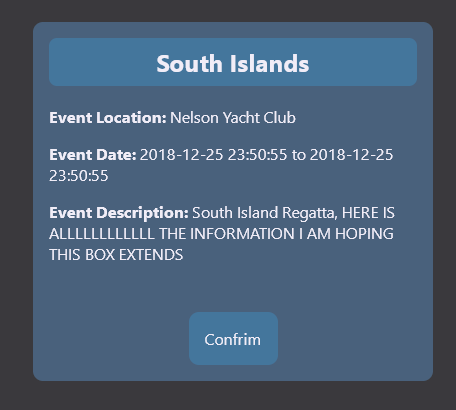 South Islands
Event Location: Nelson Yacht Club
Event Date: 2018-12-25 23:50:55 to 2018-12-25
23:50:55
Event Description: South Island Regatta, HERE IS
ALLLLLLLLLLLL THE INFORMATION I AM HOPING
THIS BOX EXTENDS
Confrim